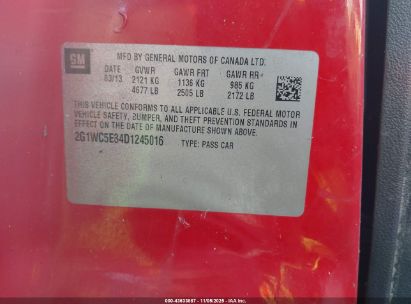 GM
MFD BY GENERAL MOTORS OF CANADA LTD.
DATE GVWR GAWR FRT GAWR RR
03/13 2121 KG 1136 KG 985 KG
4677 LB 2505 LB 2172 LB
THIS VEHICLE CONFORMS TO ALL APPLICABLE U.S. FEDERAL MOTOR
VEHICLE SAFETY, BUMPER, AND THEFT PREVENTION STANDARDS IN
EFFECT ON THE DATE OF MANUFACTURE SHOWN ABOVE.
2G1WC5E34D1245016 TYPE: PASS CAR